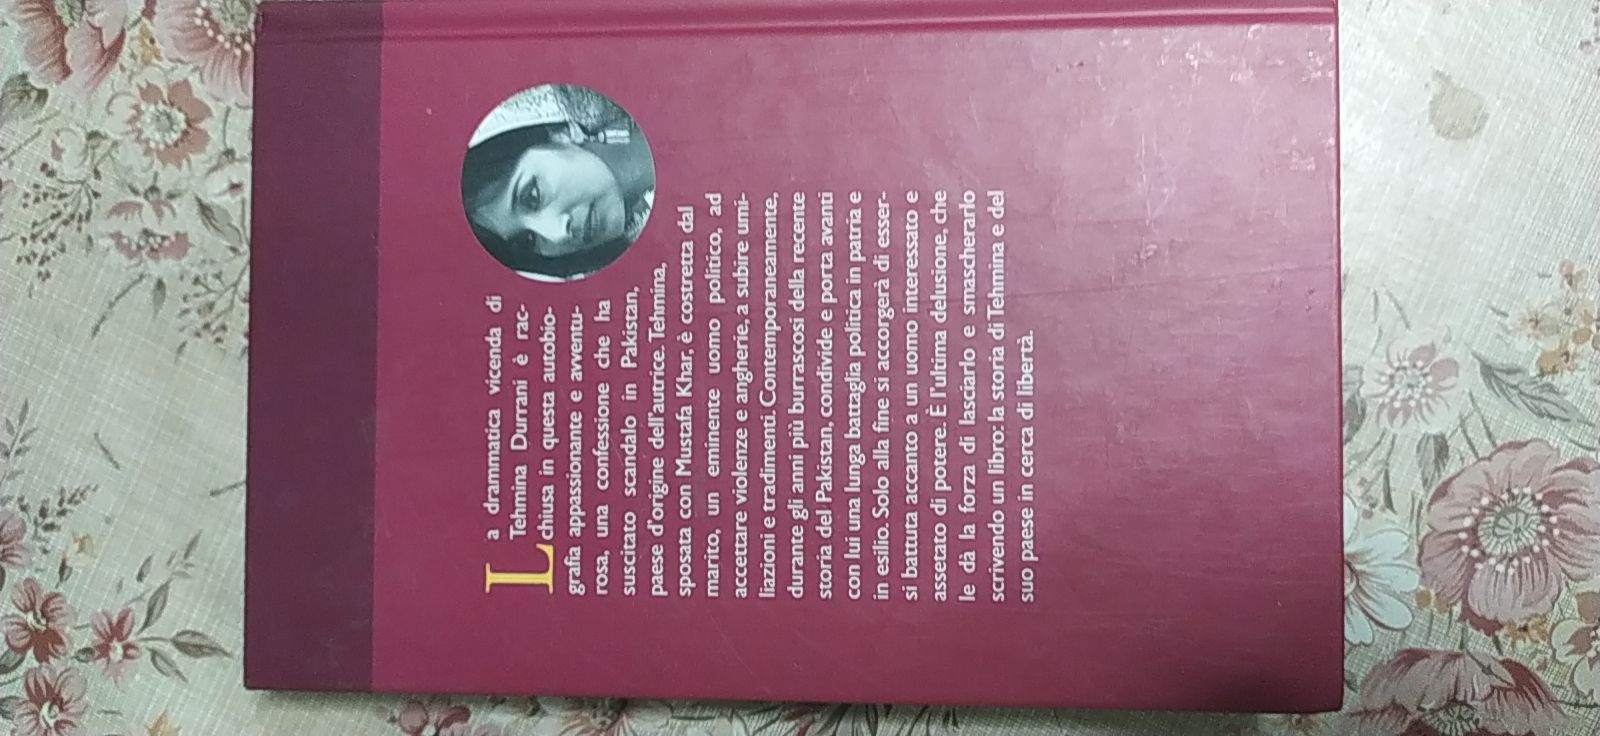 La drammatica vicenda di
Tehmina Durrani è rac-
chiusa in questa autobio-
grafia appassionante e avventu-
rosa, una confessione che ha
suscitato scandalo in Pakistan,
paese d'origine dell'autrice. Tehmina,
sposata con Mustafa Khar, è costretta dal
marito, un eminente uomo politico, ad
accettare violenze e angherie, a subire umi-
liazioni e tradimenti. Contemporaneamente,
durante gli anni più burrascosi della recente
storia del Pakistan, condivide e porta avanti
con lui una lunga battaglia politica in patria e
in esilio. Solo alla fine si accorgerà di esser-
si battuta accanto a un uomo interessato e
assetato di potere. È l'ultima delusione, che
le dà la forza di lasciarlo e smascherarlo
scrivendo un libro: la storia di Tehmina e del
suo paese in cerca di libertà.